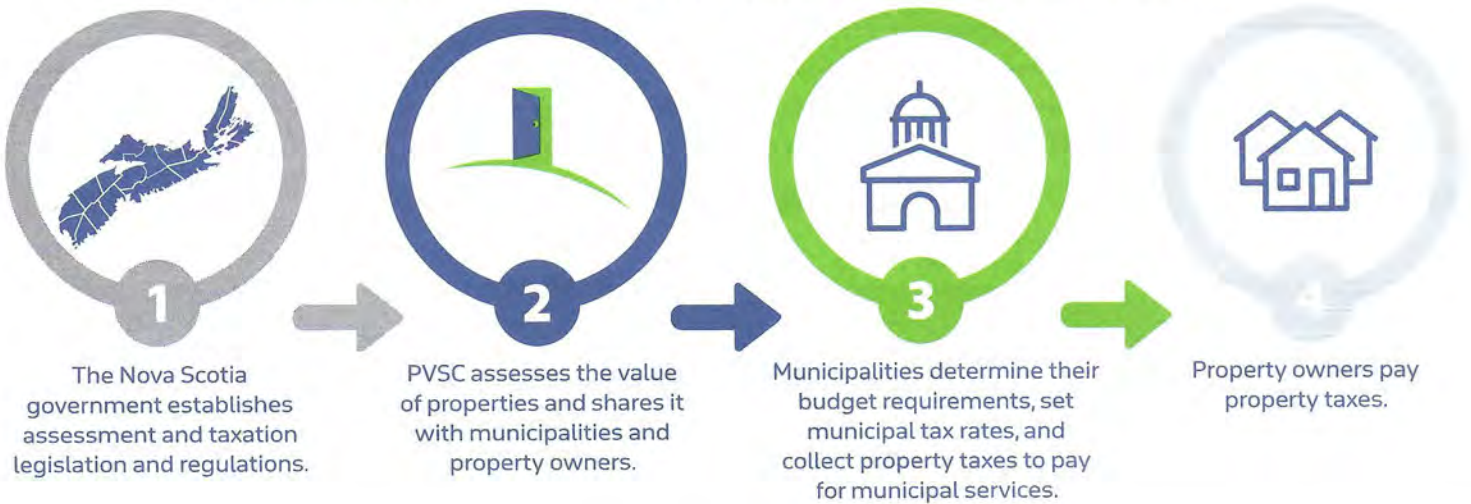 1
The Nova Scotia
government establishes
assessment and taxation
legislation and regulations.
2
PVSC assesses the value
of properties and shares it
with municipalities and
property owners.
3
Municipalities determine their
budget requirements, set
municipal tax rates, and
collect property taxes to pay
for municipal services.
4
Property owners pay
property taxes.